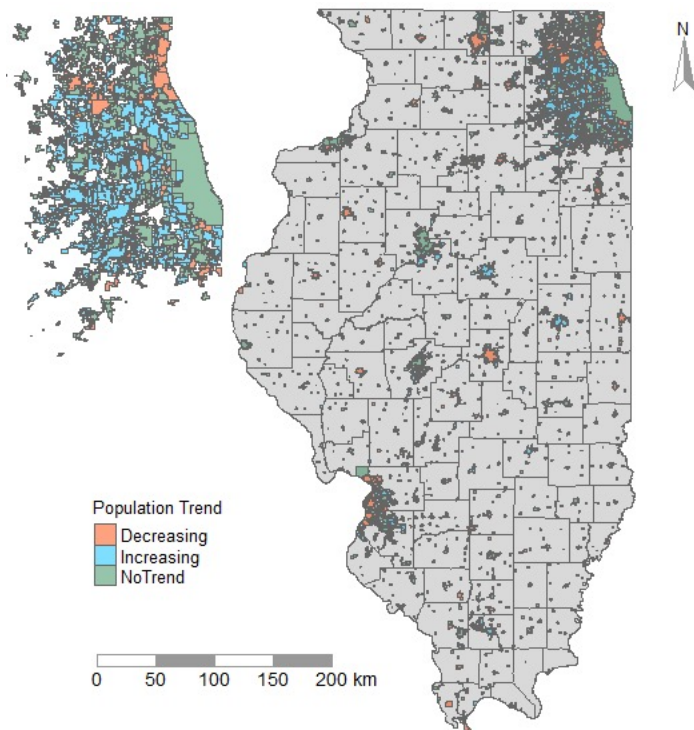 N
Population Trend
Decreasing
Increasing
NoTrend
0 50 100 150 200 km